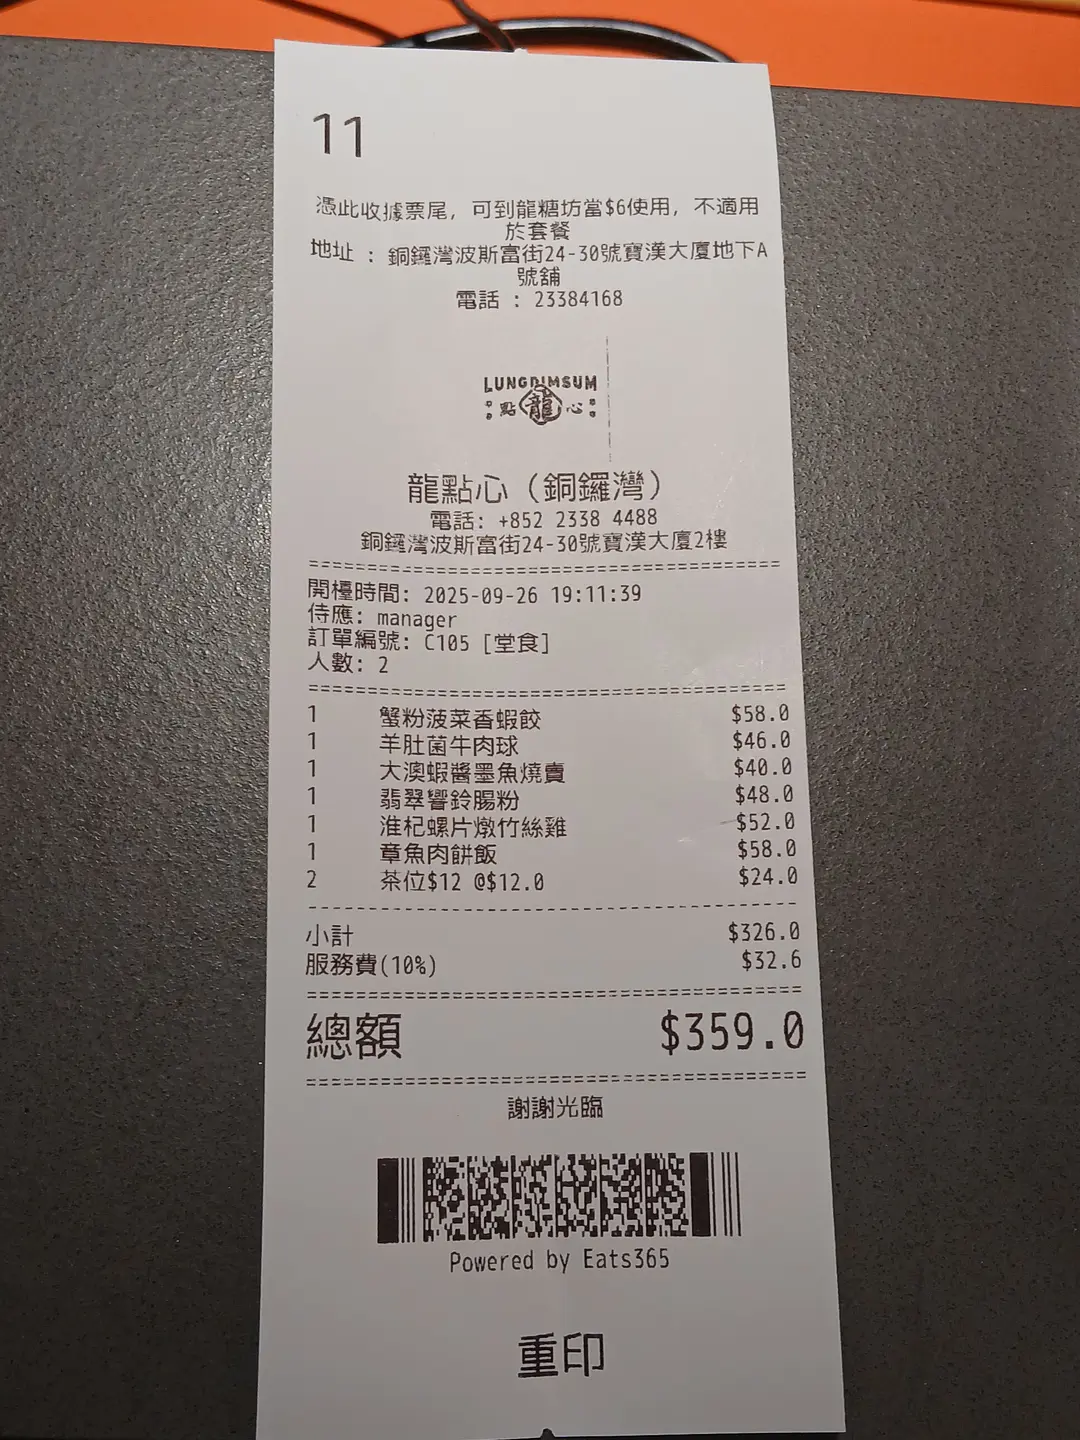 11
憑此收據票尾，可到龍糖坊當$6使用，不適用
於套餐
地址 : 銅鑼灣波斯富街24-30號寶漢大廈地下A
號舖
電話 : 23384168
LUNGDIMSUM
點 龍 心
龍點心（銅鑼灣）
電話: +852 2338 4488
銅鑼灣波斯富街24-30號寶漢大廈2樓
開檯時間: 2025-09-26 19:11:39
侍應: manager
訂單編號: C105 [堂食]
人數: 2
1 蟹粉菠菜香蝦餃 $58.0
1 羊肚菌牛肉球 $46.0
1 大澳蝦醬墨魚燒賣 $40.0
1 翡翠響鈴腸粉 $48.0
1 淮杞螺片燉竹絲雞 $52.0
1 章魚肉餅飯 $58.0
2 茶位$12 @$12.0 $24.0
小計 $326.0
服務費(10%) $32.6
總額 $359.0
謝謝光臨
Powered by Eats365
重印